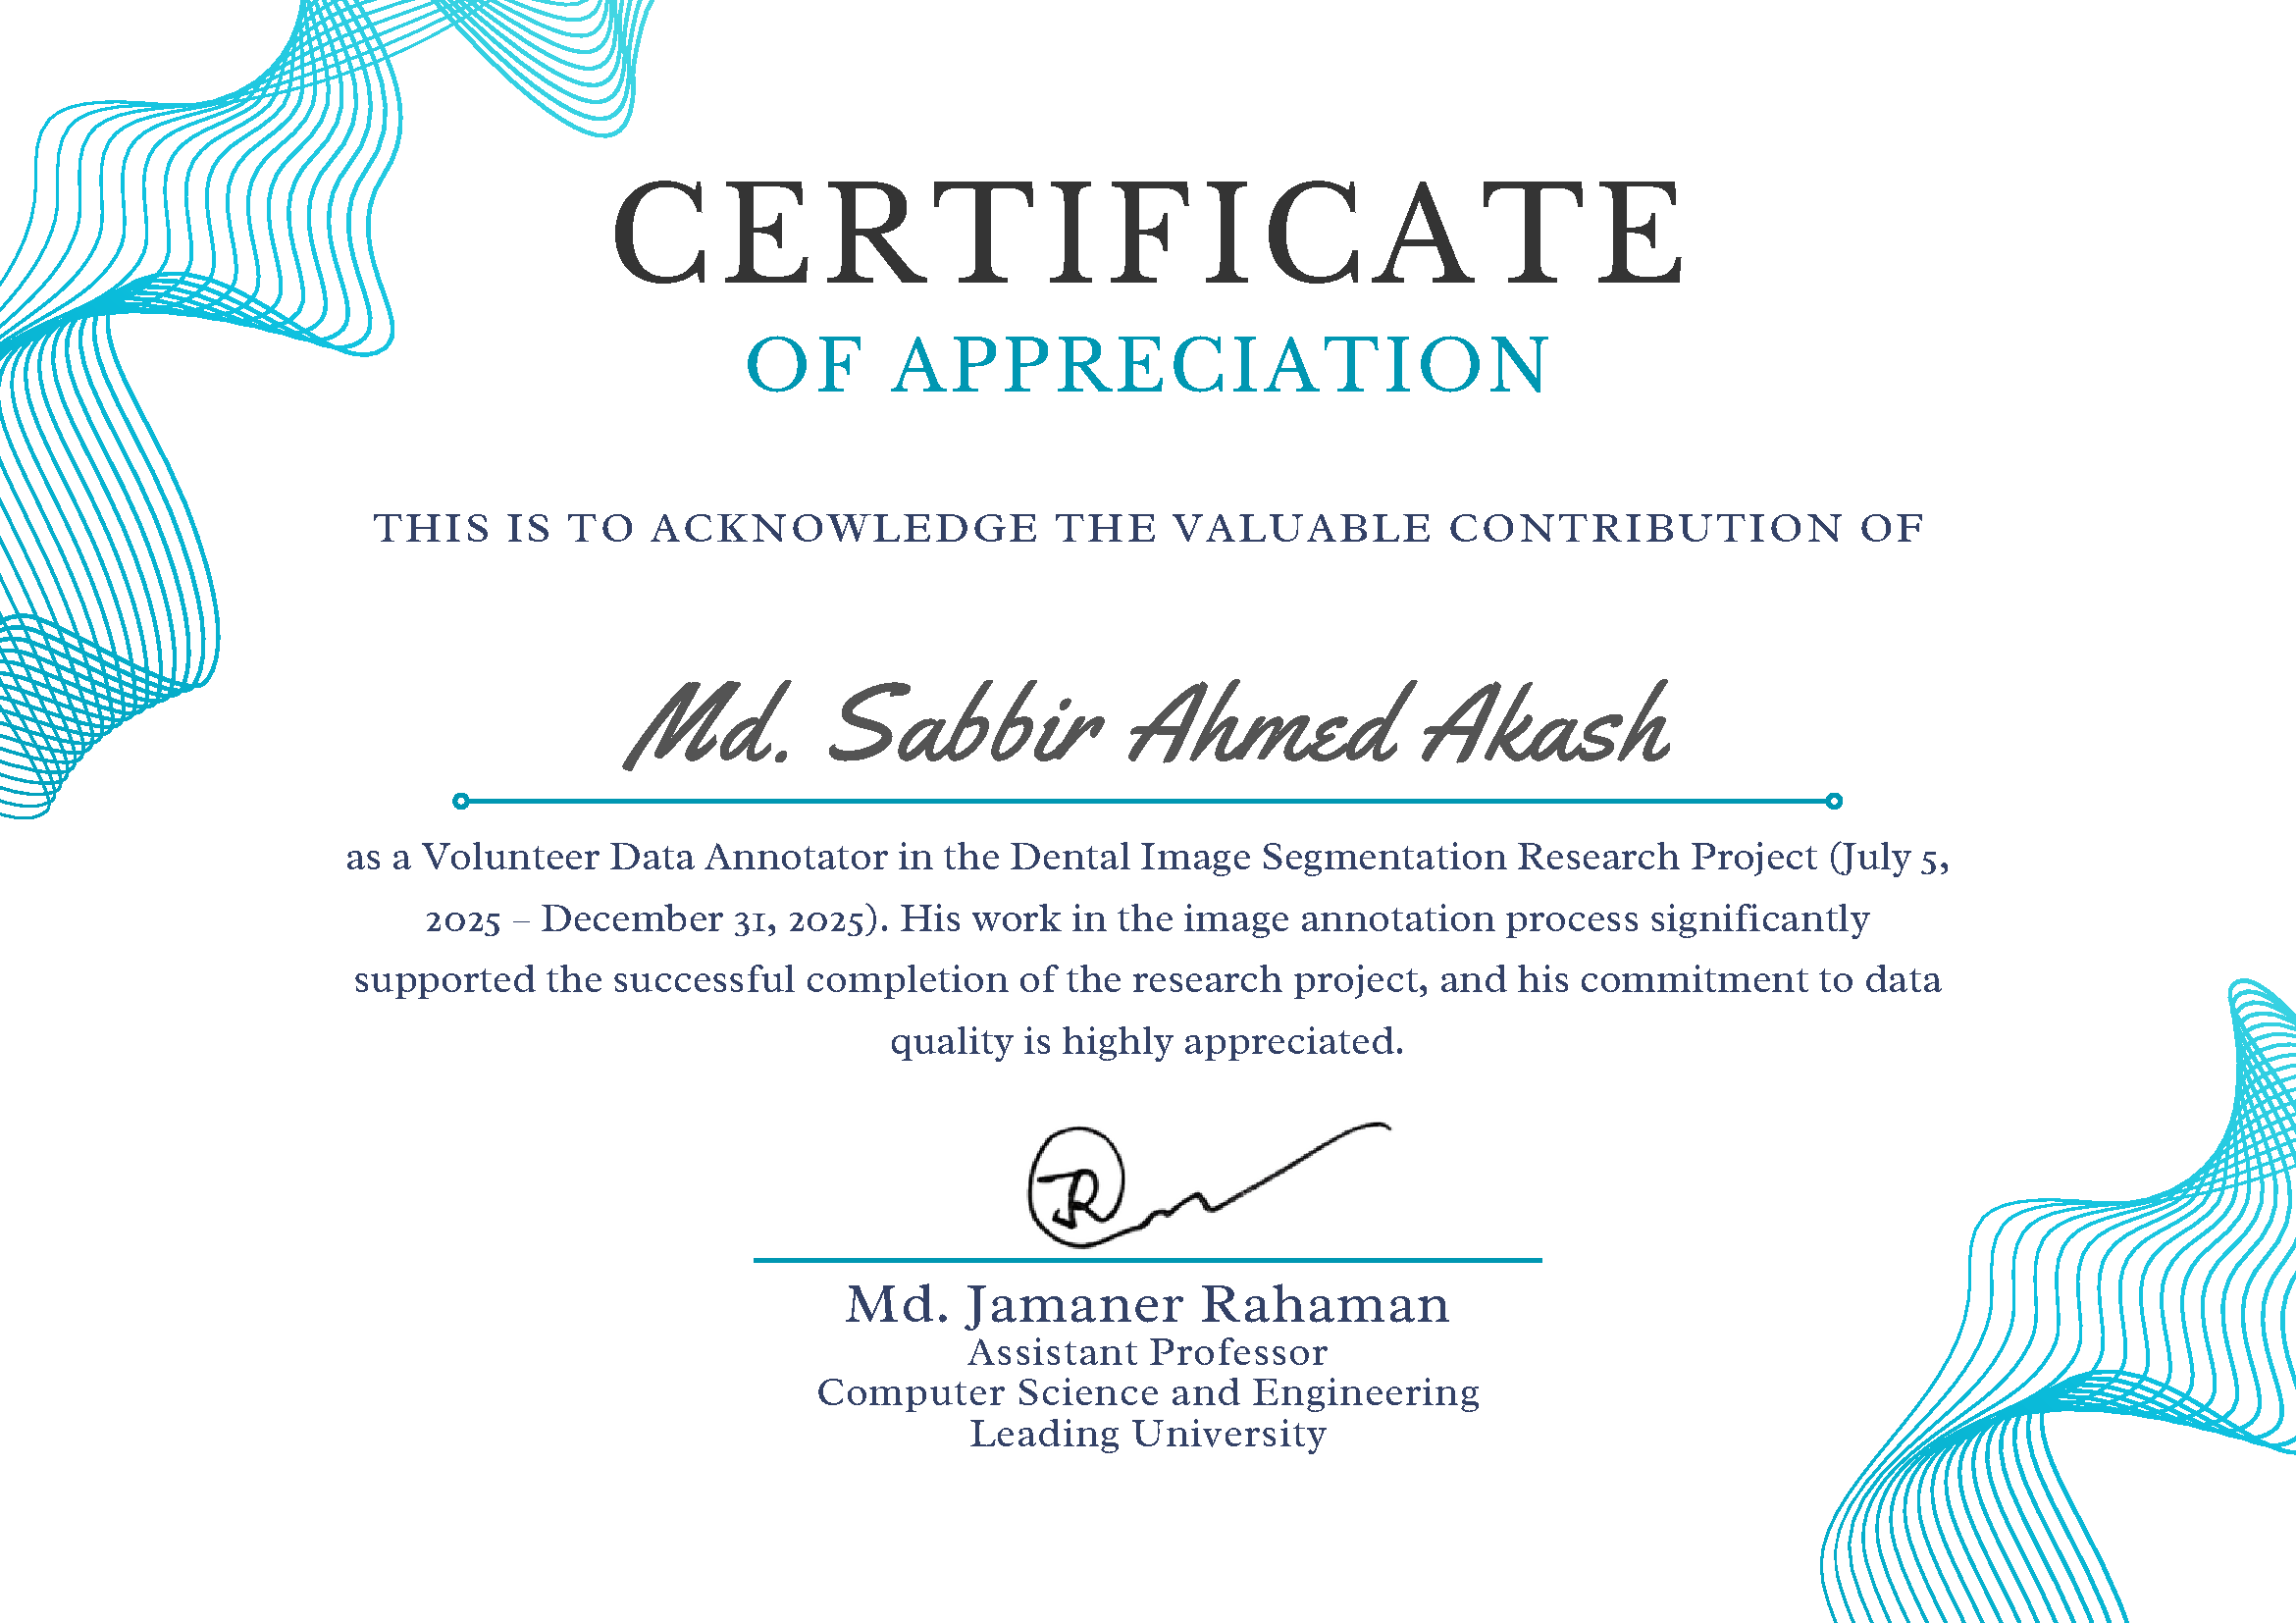 CERTIFICATE
OF APPRECIATION
THIS IS TO ACKNOWLEDGE THE VALUABLE CONTRIBUTION OF
Md. Sabbir Ahmed Akash
as a Volunteer Data Annotator in the Dental Image Segmentation Research Project (July 5,
2025 – December 31, 2025). His work in the image annotation process significantly
supported the successful completion of the research project, and his commitment to data
quality is highly appreciated.
JR
Md. Jamaner Rahaman
Assistant Professor
Computer Science and Engineering
Leading University